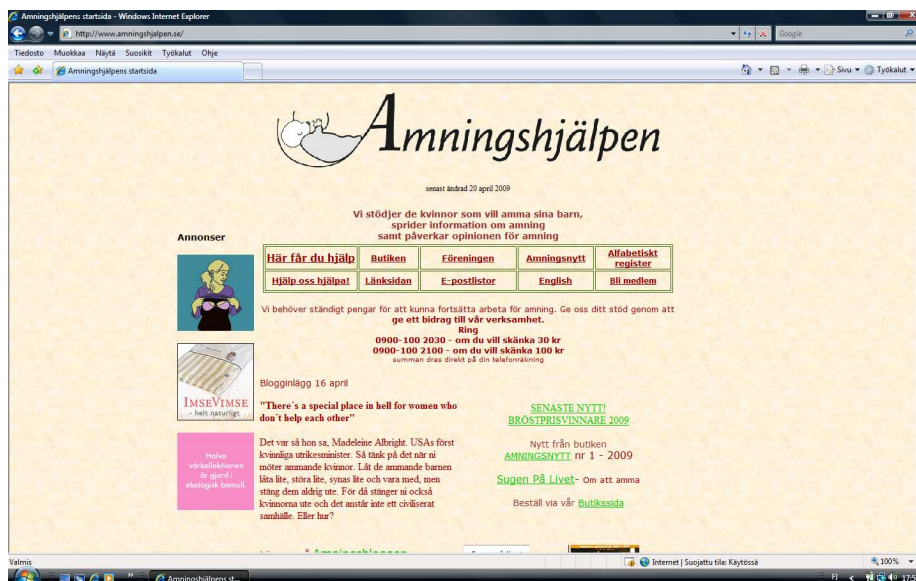 Amningshjälpens startsida - Windows Internet Explorer
http://www.amningshjälpen.se/
Google
Tiedosto Muokkaa Näytä Suosikit Työkalut Ohje
Amningshjälpens startsida
Sivu Työkalut
Amningshjälpen
senast ändrad 20 april 2009
Vi stödjer de kvinnor som vill amma sina barn,
sprider information om amning
samt påverkar opinionen för amning
Annonser
Här får du hjälp Butiken Föreningen Amningsnytt Alfabetiskt
register
Hjälp oss hjälpa! Länksidan E-postlistor English Bli medlem
Vi behöver ständigt pengar för att kunna fortsätta arbeta för amning. Ge oss ditt stöd genom att
ge ett bidrag till vår verksamhet.
Ring
0900-100 2030 - om du vill skänka 30 kr
0900-100 2100 - om du vill skänka 100 kr
summan dras direkt på din telefonräkning
IMSEVIMSE
- helt naturligt
Halva
vårkollektionen
är gjord i
ekologisk bomull.
Blogginlägg 16 april
"There´s a special place in hell for women who
don´t help each other"
Det var så hon sa, Madeleine Albright. USAs först
kvinnliga utrikesminister. Så tänk på det när ni
möter ammande kvinnor. Låt de ammande barnen
låta lite, störa lite, synas lite och vara med, men
stäng dem aldrig ute. För då stänger ni också
kvinnorna ute och det anstår inte ett civiliserat
samhälle. Eller hur?
SENASTE NYTT!
BRÖSTPRISVINNARE 2009
Nytt från butiken
AMNINGSNYTT nr 1 - 2009
Sugen På Livet- Om att amma
Beställ via vår Butikssida
Valmis
Internet | Suojattu tila: Käytössä
100%
Amningshjälpens st...
FI